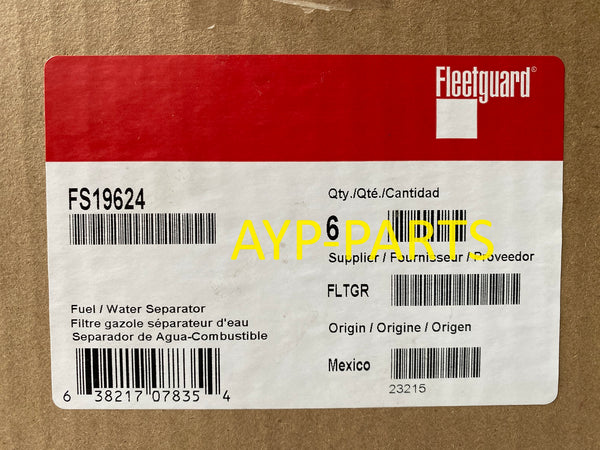 Fleetguard®
FS19624
Qty./Qté./Cantidad
6
AYP-PARTS
Supplier / Fournisseur / Proveedor
FLTGR
Fuel / Water Separator
Filtre gazole séparateur d'eau
Separador de Agua-Combustible
Origin / Origine / Origen
Mexico
23215
6 38217 07835 4